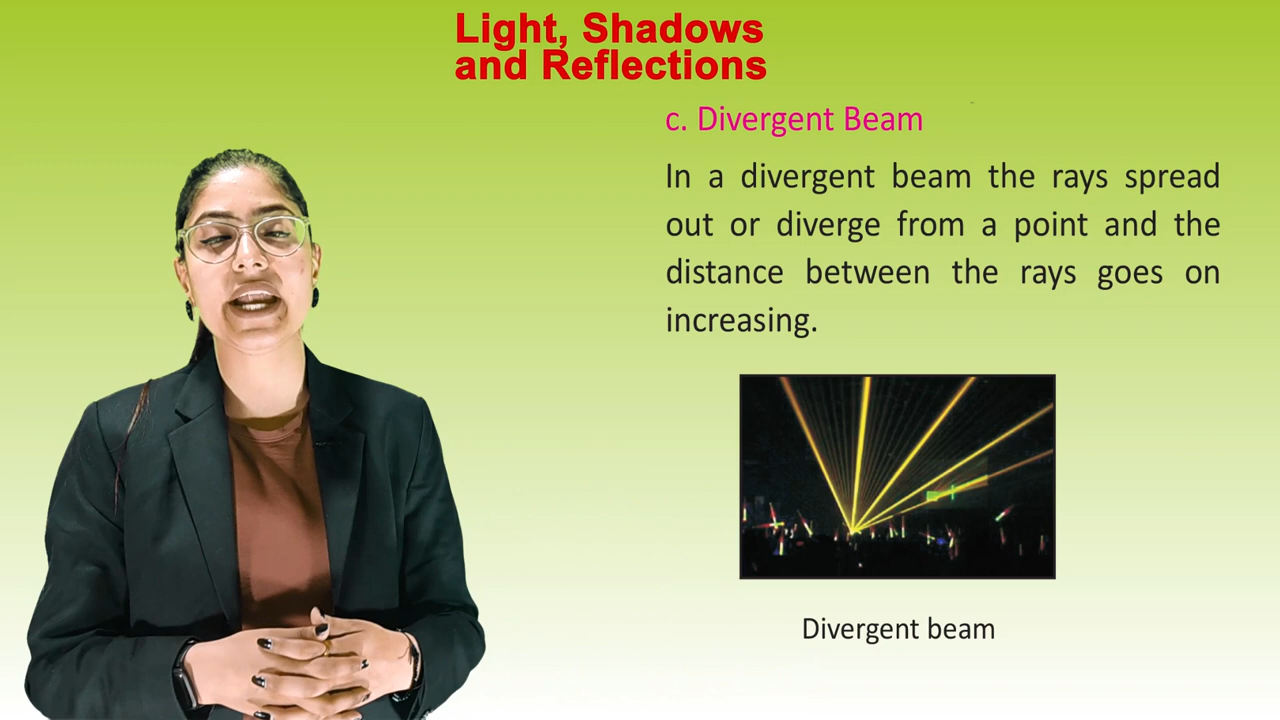 Light, Shadows
and Reflections
c. Divergent Beam
In a divergent beam the rays spread
out or diverge from a point and the
distance between the rays goes on
increasing.
Divergent beam